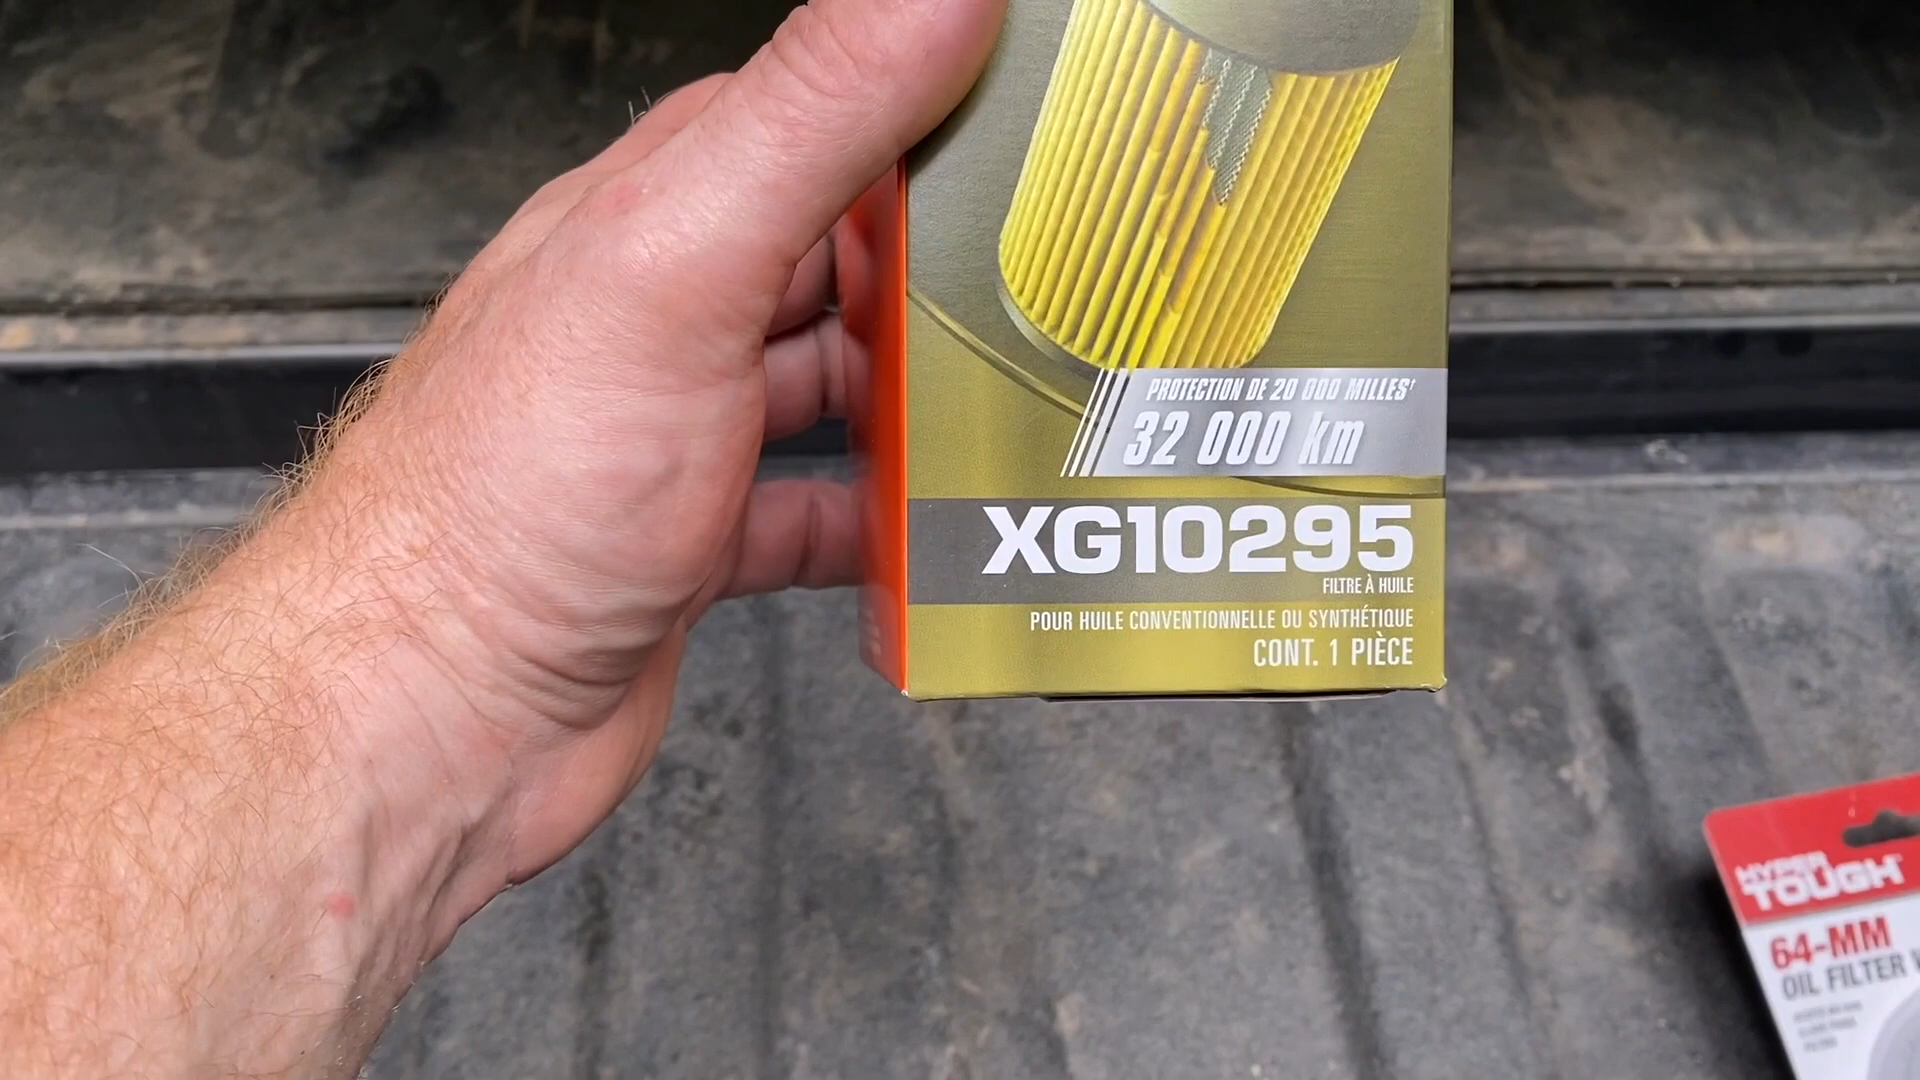 PROTECTION DE 20 000 MILLES†
32 000 km
XG10295
FILTRE À HUILE
POUR HUILE CONVENTIONNELLE OU SYNTHÉTIQUE
CONT. 1 PIÈCE
HYPER
TOUGH
64-MM
OIL FILTER